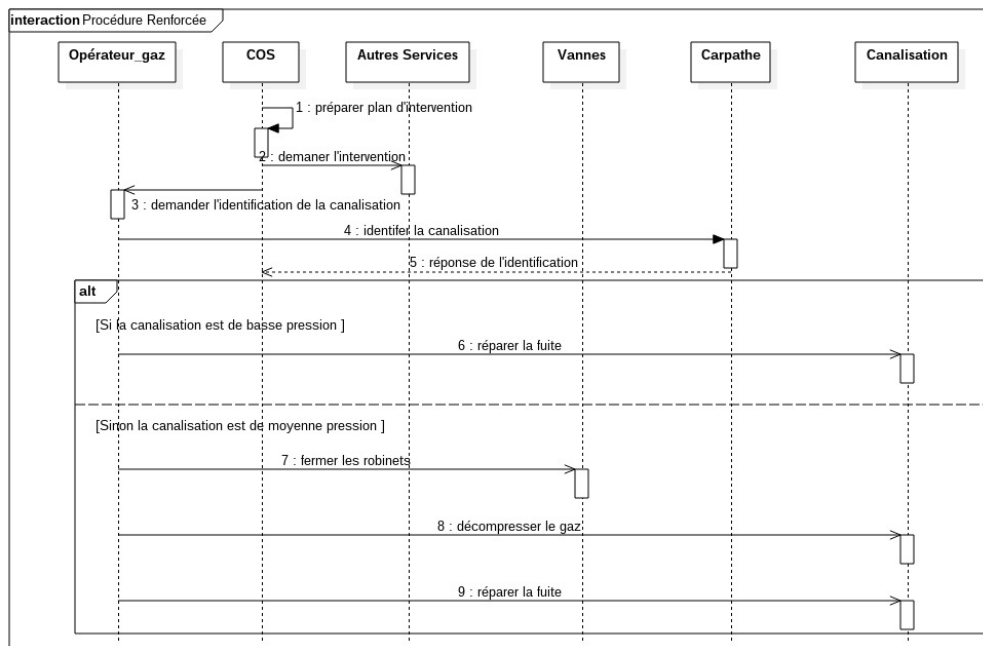 interaction Procédure Renforcée
Opérateur_gaz
COS
Autres Services
Vannes
Carpathe
Canalisation
1 : préparer plan d'intervention
2 : demaner l'intervention
3 : demander l'identification de la canalisation
4 : identifer la canalisation
5 : réponse de l'identification
alt
[Si la canalisation est de basse pression ]
6 : réparer la fuite
[Sinon la canalisation est de moyenne pression ]
7 : fermer les robinets
8 : décompresser le gaz
9 : réparer la fuite